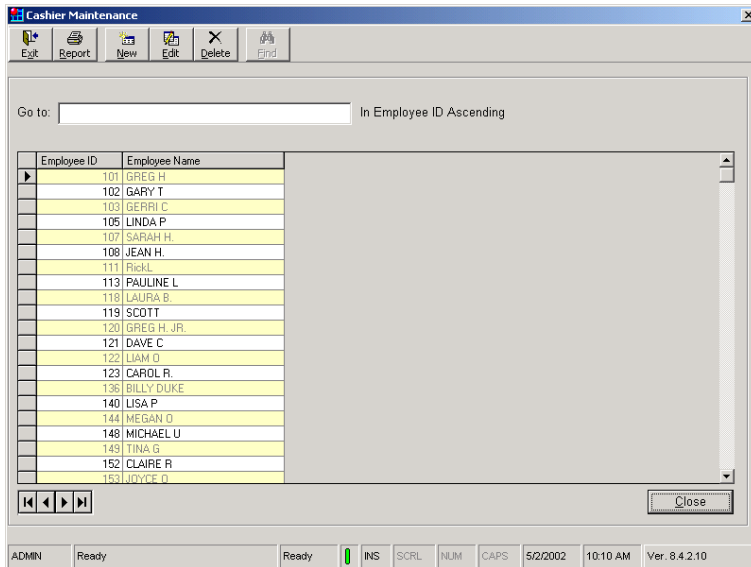 Cashier Maintenance
Exit Report New Edit Delete Find
Go to: In Employee ID Ascending
Employee ID Employee Name
101 GREG H
102 GARY T
103 GERRI C
105 LINDA P
107 SARAH H.
108 JEAN H.
111 RickL
113 PAULINE L
118 LAURA B.
119 SCOTT
120 GREG H. JR.
121 DAVE C
122 LIAM O
123 CAROL R.
136 BILLY DUKE
140 LISA P
144 MEGAN O
148 MICHAEL U
149 TINA G
152 CLAIRE R
153 JOYCE O
Close
ADMIN Ready Ready INS SCRL NUM CAPS 5/2/2002 10:10 AM Ver. 8.4.2.10